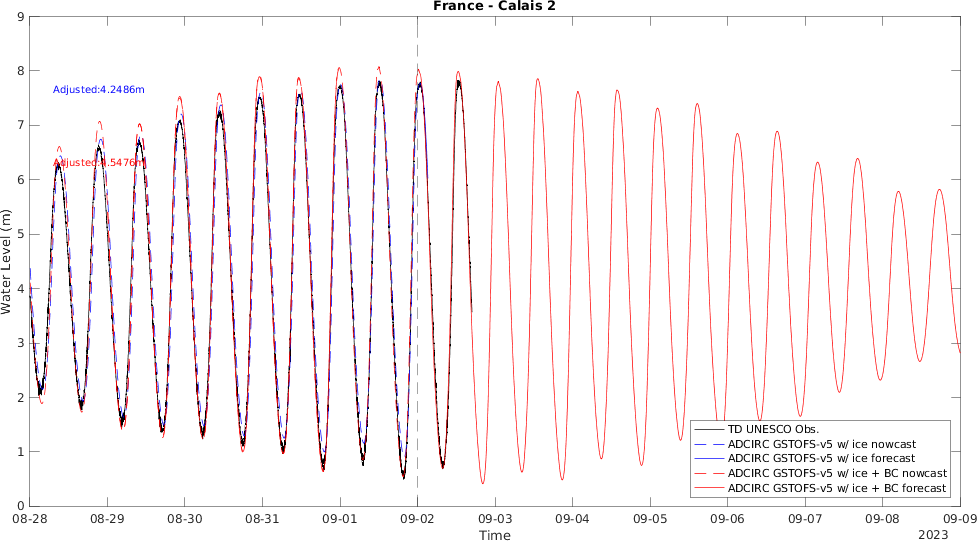 France - Calais 2
9
8
7
6
5
4
3
2
1
0
Water Level (m)
Adjusted:4.2486m
Adjusted:4.5476m
TD UNESCO Obs.
ADCIRC GSTOFS-v5 w/ ice nowcast
ADCIRC GSTOFS-v5 w/ ice forecast
ADCIRC GSTOFS-v5 w/ ice + BC nowcast
ADCIRC GSTOFS-v5 w/ ice + BC forecast
08-28 08-29 08-30 08-31 09-01 09-02 09-03 09-04 09-05 09-06 09-07 09-08 09-09
Time
2023